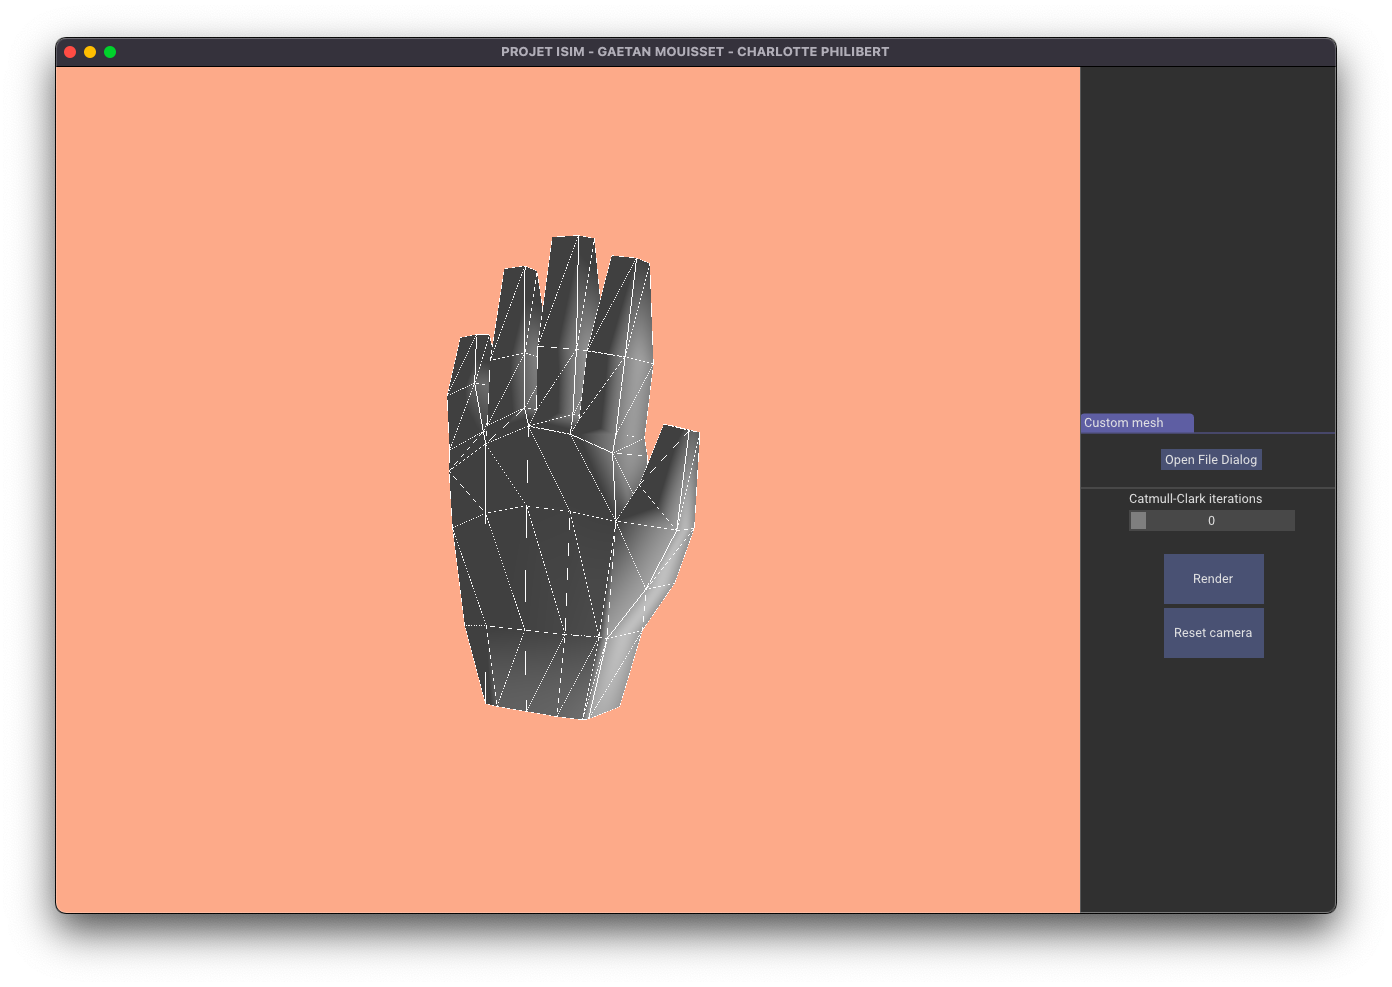 PROJET ISIM - GAETAN MOUISSET - CHARLOTTE PHILIBERT
Custom mesh
Open File Dialog
Catmull-Clark iterations
0
Render
Reset camera